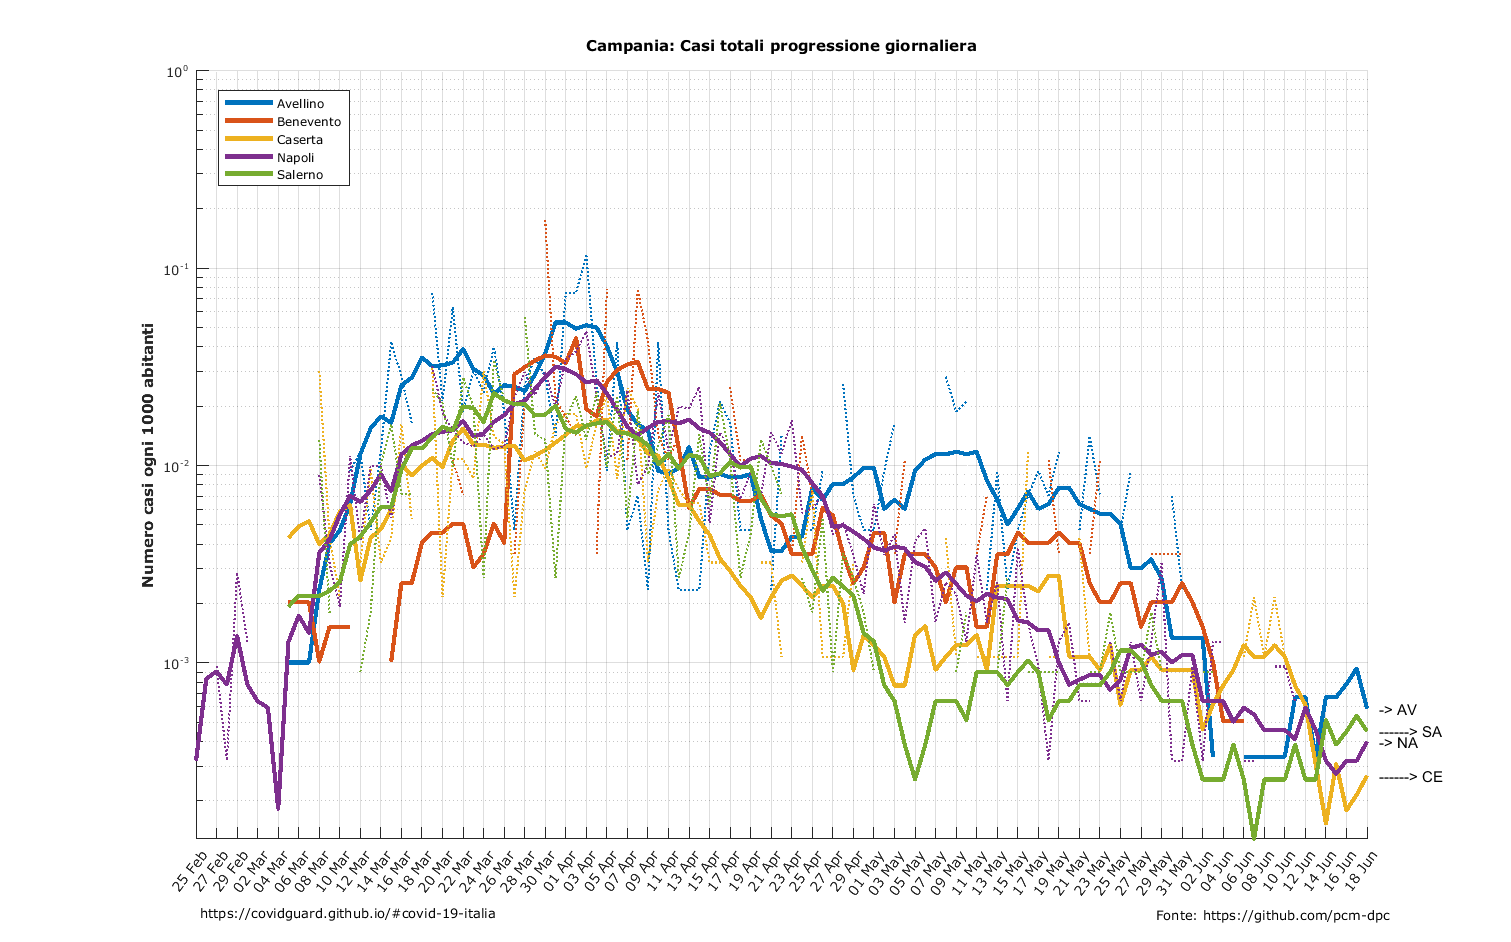 Campania: Casi totali progressione giornaliera
10^0
10^-1
10^-2
10^-3
Numero casi ogni 1000 abitanti
Avellino
Benevento
Caserta
Napoli
Salerno
-> AV
------> SA
-> NA
------> CE
25 Feb
27 Feb
29 Feb
02 Mar
04 Mar
06 Mar
08 Mar
10 Mar
12 Mar
14 Mar
16 Mar
18 Mar
20 Mar
22 Mar
24 Mar
26 Mar
28 Mar
30 Mar
01 Apr
03 Apr
05 Apr
07 Apr
09 Apr
11 Apr
13 Apr
15 Apr
17 Apr
19 Apr
21 Apr
23 Apr
25 Apr
27 Apr
29 Apr
01 May
03 May
05 May
07 May
09 May
11 May
13 May
15 May
17 May
19 May
21 May
23 May
25 May
27 May
29 May
31 May
02 Jun
04 Jun
06 Jun
08 Jun
10 Jun
12 Jun
14 Jun
16 Jun
18 Jun
https://covidguard.github.io/#covid-19-italia
Fonte: https://github.com/pcm-dpc